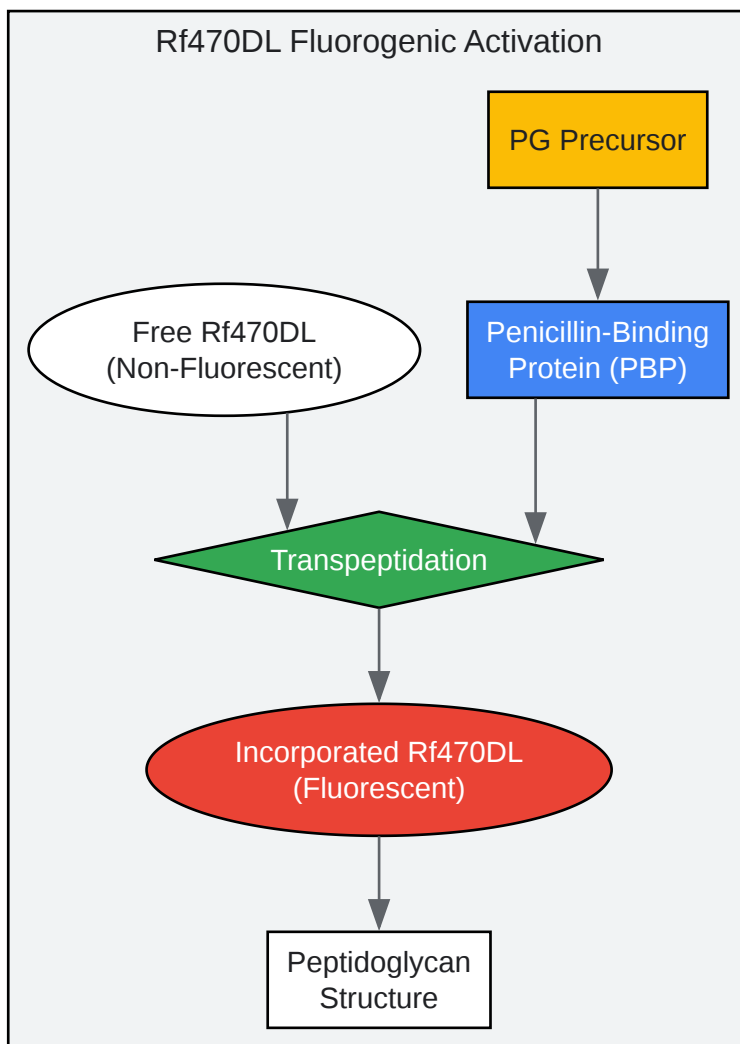 Rf470DL Fluorogenic Activation
PG Precursor
Free Rf470DL
(Non-Fluorescent)
Penicillin-Binding
Protein (PBP)
Transpeptidation
Incorporated Rf470DL
(Fluorescent)
Peptidoglycan
Structure